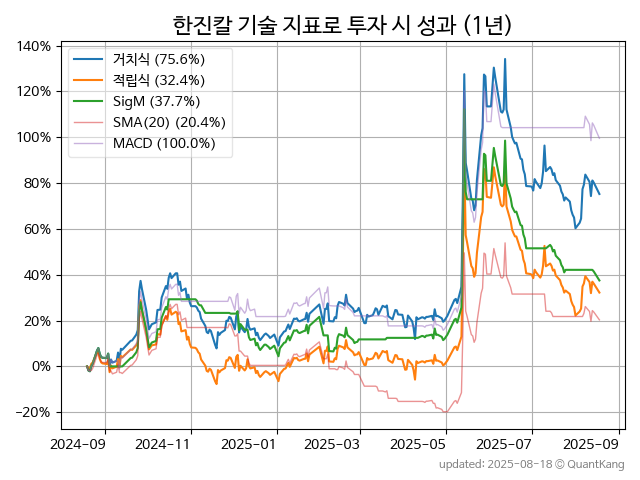 한진칼 기술 지표로 투자 시 성과 (1년)
140%
120%
100%
80%
60%
40%
20%
0%
−20%
거치식 (75.6%)
적립식 (32.4%)
SigM (37.7%)
SMA(20) (20.4%)
MACD (100.0%)
2024-09
2024-11
2025-01
2025-03
2025-05
2025-07
2025-09
updated: 2025-08-18 ⓒ QuantKang